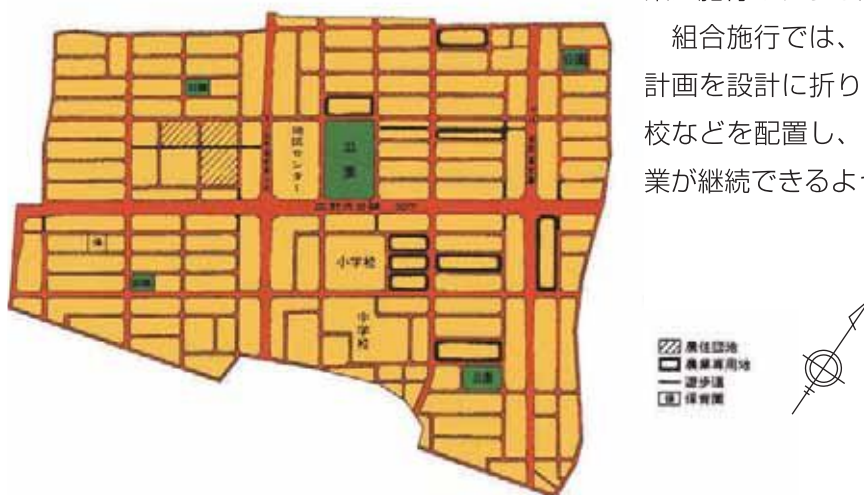 組合施行では、
計画を設計に折り
校などを配置し、
業が継続できるよ
公園
公園
地区センター
公園
小学校
保
公園
中学校
公園
農住団地
農業専用地
遊歩道
保 保育園